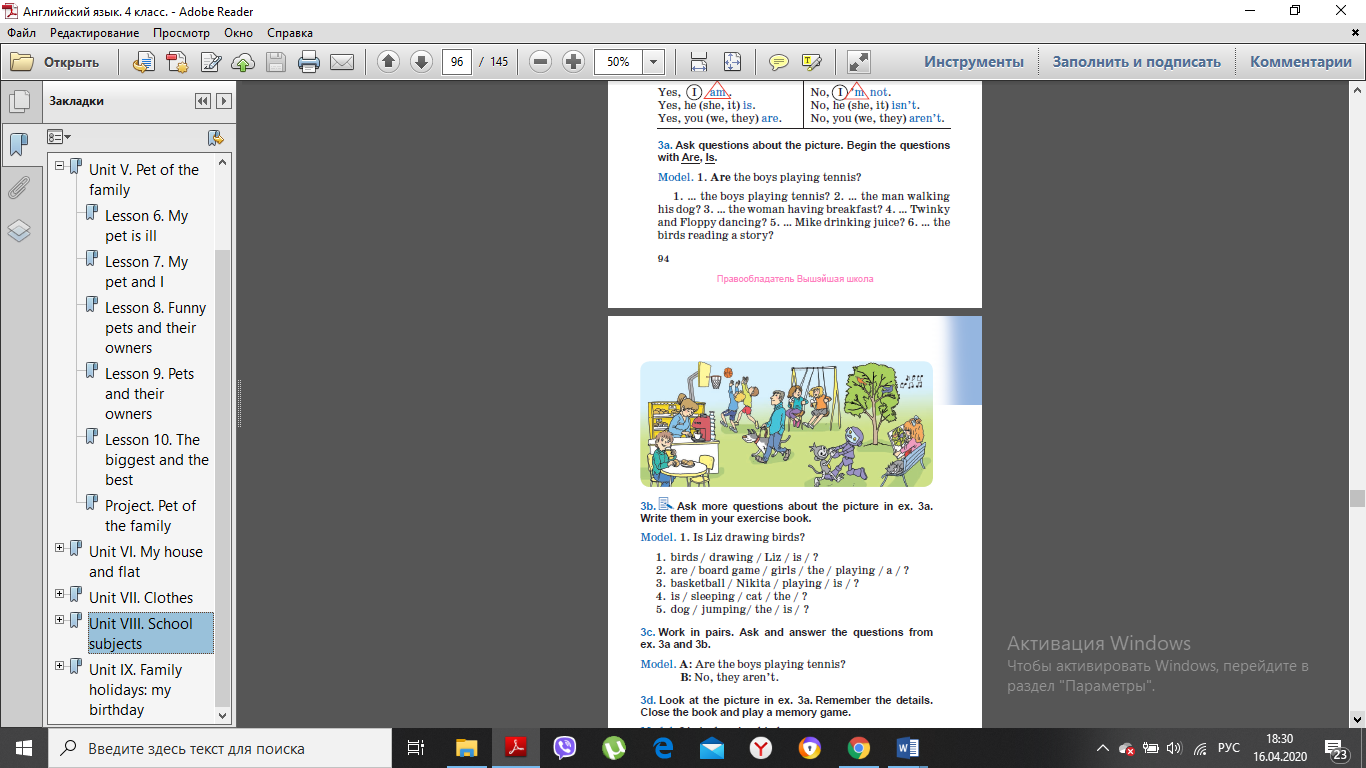 Английский язык. 4 класс. - Adobe Reader
Файл Редактирование Просмотр Окно Справка
Открыть 96 / 145 50% Инструменты Заполнить и подписать Комментарии
Закладки
Unit V. Pet of the
family
Lesson 6. My
pet is ill
Lesson 7. My
pet and I
Lesson 8. Funny
pets and their
owners
Lesson 9. Pets
and their
owners
Lesson 10. The
biggest and the
best
Project. Pet of
the family
Unit VI. My house
and flat
Unit VII. Clothes
Unit VIII. School
subjects
Unit IX. Family
holidays: my
birthday
Yes, I am. No, I 'm not.
Yes, he (she, it) is. No, he (she, it) isn't.
Yes, you (we, they) are. No, you (we, they) aren't.
3a. Ask questions about the picture. Begin the questions
with Are, Is.
Model. 1. Are the boys playing tennis?
1. ... the boys playing tennis? 2. ... the man walking
his dog? 3. ... the woman having breakfast? 4. ... Twinky
and Floppy dancing? 5. ... Mike drinking juice? 6. ... the
birds reading a story?
94
Правообладатель Вышэйшая школа
3b. Ask more questions about the picture in ex. 3a.
Write them in your exercise book.
Model. 1. Is Liz drawing birds?
1. birds / drawing / Liz / is / ?
2. are / board game / girls / the / playing / a / ?
3. basketball / Nikita / playing / is / ?
4. is / sleeping / cat / the / ?
5. dog / jumping/ the / is / ?
3c. Work in pairs. Ask and answer the questions from
ex. 3a and 3b.
Model. A: Are the boys playing tennis?
B: No, they aren't.
3d. Look at the picture in ex. 3a. Remember the details.
Close the book and play a memory game.
Активация Windows
Чтобы активировать Windows, перейдите в
раздел "Параметры".
Введите здесь текст для поиска
РУС
18:30
16.04.2020
23